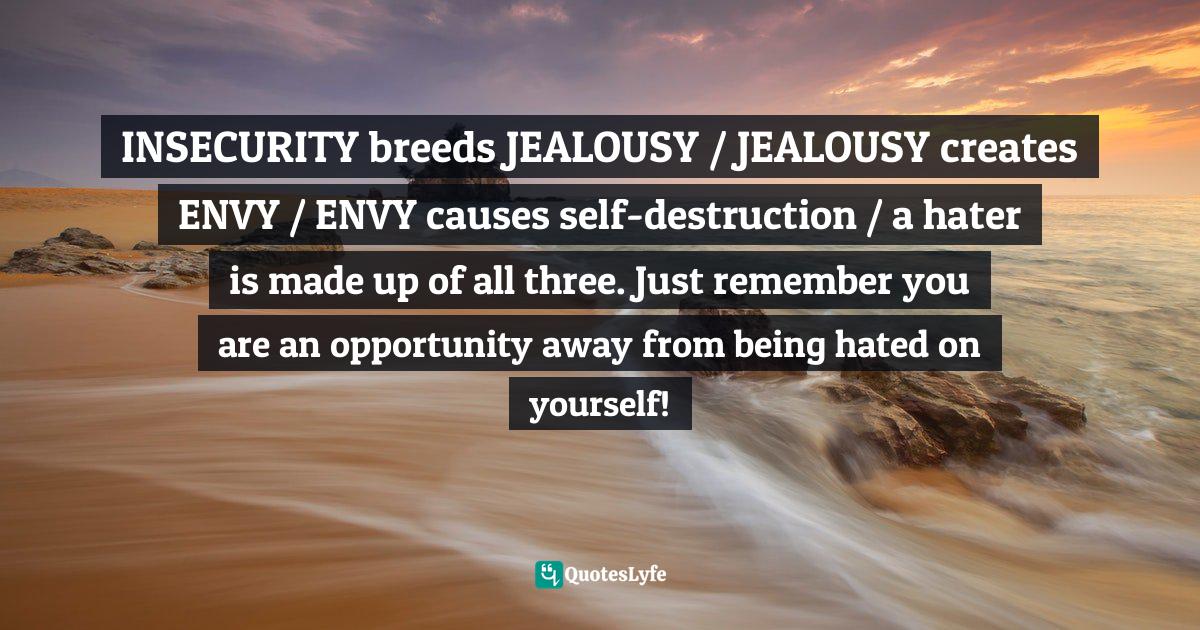 INSECURITY breeds JEALOUSY / JEALOUSY creates
ENVY / ENVY causes self-destruction / a hater
is made up of all three. Just remember you
are an opportunity away from being hated on
yourself!
QuotesLyfe